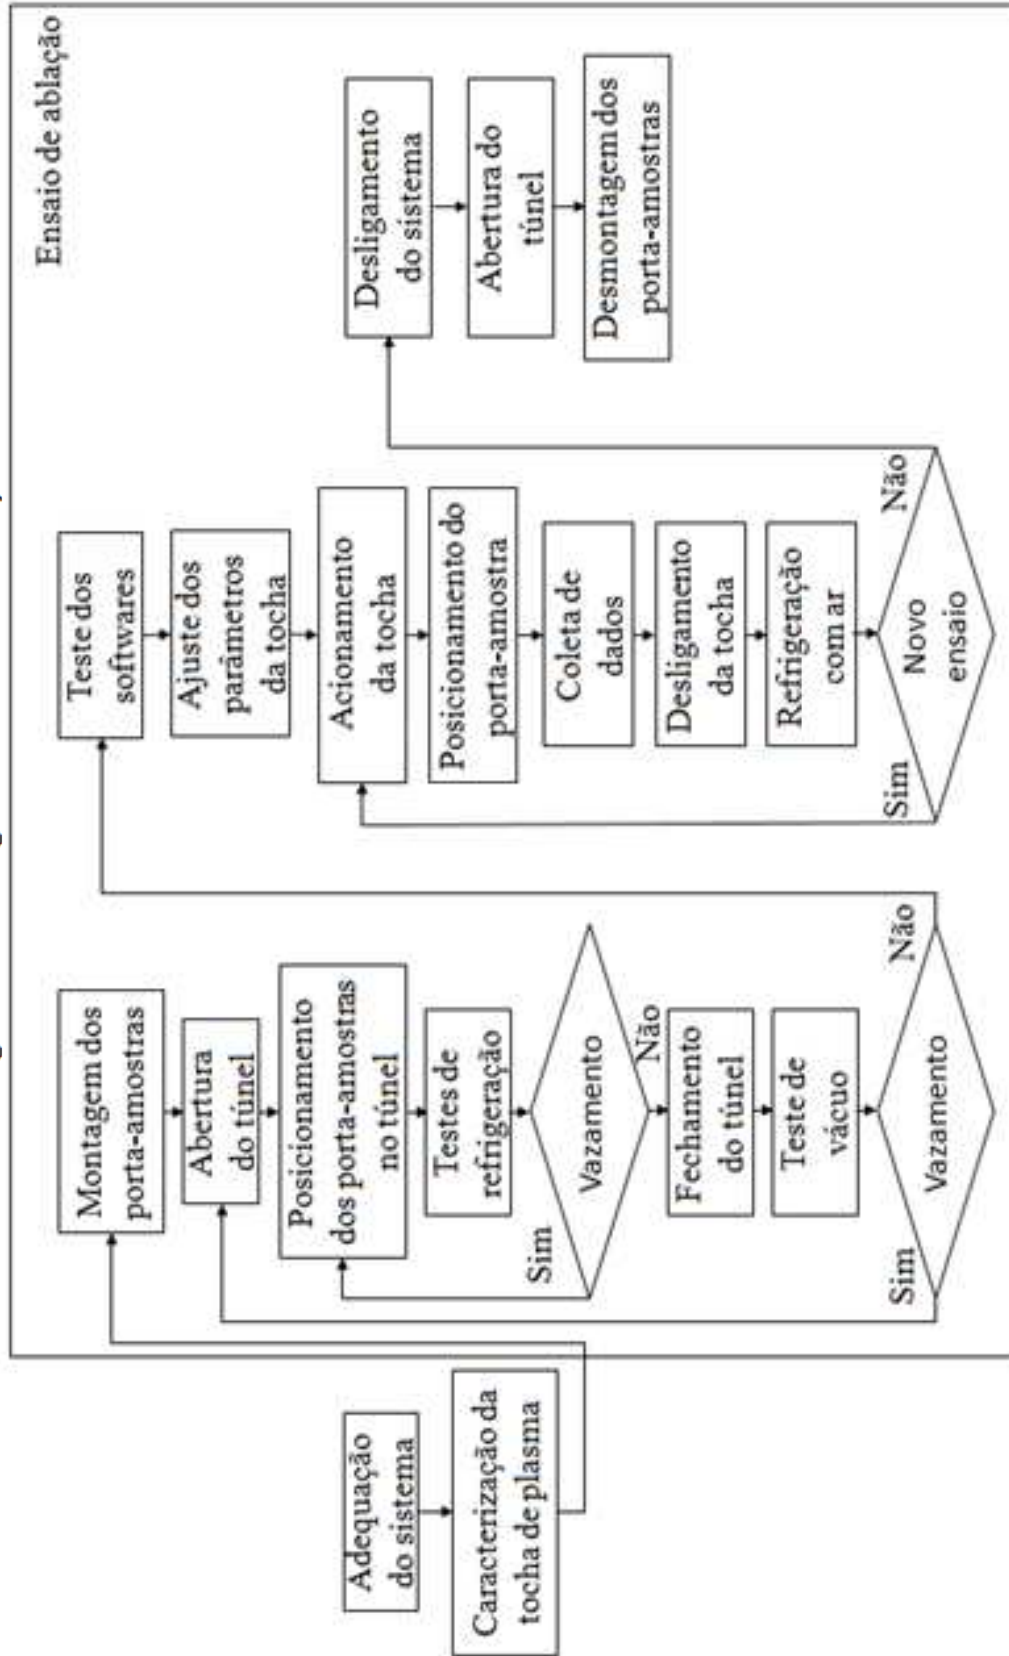 Ensaio de ablação
Adequação
do sistema
Caracterização da
tocha de plasma
Montagem dos
porta-amostras
Abertura
do túnel
Posicionamento
dos porta-amostras
no túnel
Testes de
refrigeração
Vazamento
Sim
Não
Fechamento
do túnel
Teste de
vácuo
Vazamento
Sim
Não
Teste dos
softwares
Ajuste dos
parâmetros
da tocha
Acionamento
da tocha
Posicionamento do
porta-amostra
Coleta de
dados
Desligamento
da tocha
Refrigeração
com ar
Novo
ensaio
Sim
Não
Desligamento
do sistema
Abertura do
túnel
Desmontagem dos
porta-amostras